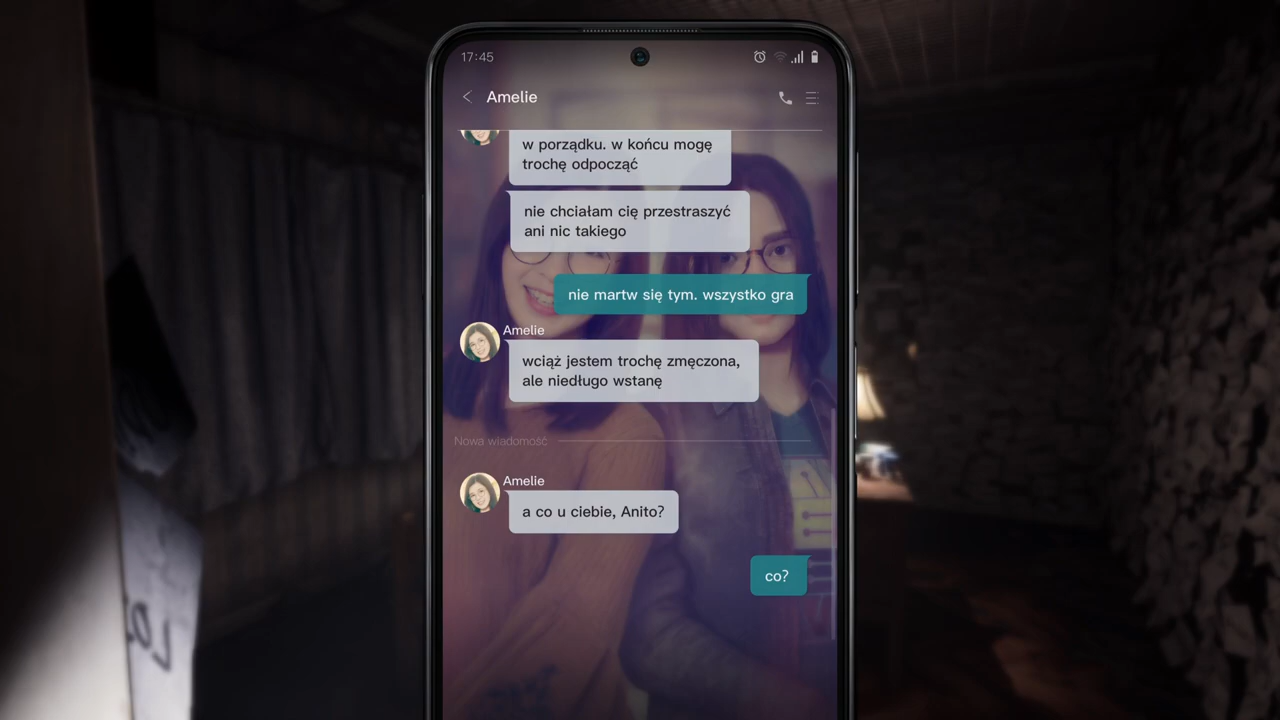 17:45
Amelie
w porządku. w końcu mogę
trochę odpocząć
nie chciałam cię przestraszyć
ani nic takiego
nie martw się tym. wszystko gra
Amelie
wciąż jestem trochę zmęczona,
ale niedługo wstanę
Nowa wiadomość
Amelie
a co u ciebie, Anito?
co?